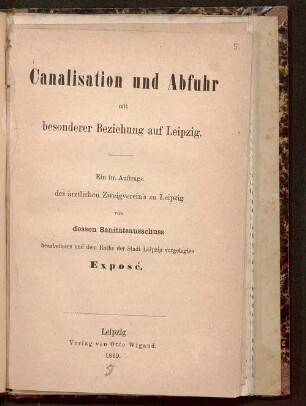 Canalisation und Abfuhr
mit
besonderer Beziehung auf Leipzig.
Ein im Auftrage
des ärztlichen Zweigverein's zu Leipzig
von
dessen Sanitätsausschuss
bearbeitetes und dem Rathe der Stadt Leipzig vorgelegtes
Exposé.
Leipzig
Verlag von Otto Wigand.
1869.